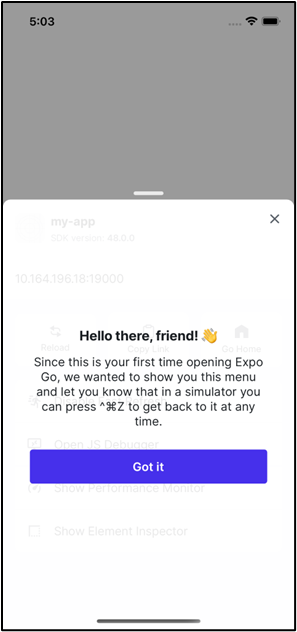 5:03
my-app
SDK version: 48.0.0
10.164.196.18:19000
Reload
Copy Link
Go Home
Hello there, friend! 👋
Since this is your first time opening Expo
Go, we wanted to show you this menu
and let you know that in a simulator you
can press ^⌘Z to get back to it at any
time.
Open JS Debugger
Got it
Show Performance Monitor
Show Element Inspector